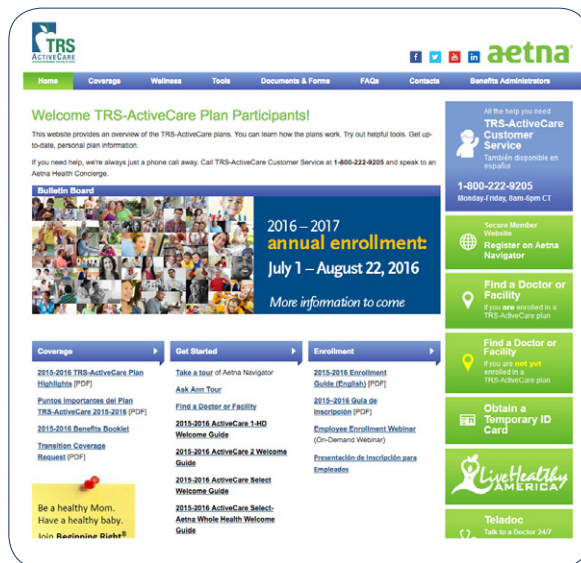 TRS
ACTIVECARE
aetna
Home Coverage Wellness Tools Documents & Forms FAQs Contacts Benefits Administrators
Welcome TRS-ActiveCare Plan Participants!
This website provides an overview of the TRS-ActiveCare plans. You can learn how the plans work. Try out helpful tools. Get up-
to-date, personal plan information.
If you need help, we're always just a phone call away. Call TRS-ActiveCare Customer Service at 1-800-222-9205 and speak to an
Aetna Health Concierge.
Bulletin Board
2016 – 2017
annual enrollment:
July 1 – August 22, 2016
More information to come
Coverage
2015-2016 TRS-ActiveCare Plan
Highlights [PDF]
Puntos Importantes del Plan
TRS-ActiveCare 2015-2016 [PDF]
2015-2016 Benefits Booklet
Transition Coverage
Request [PDF]
Be a healthy Mom.
Have a healthy baby.
Join Beginning Right®
Get Started
Take a tour of Aetna Navigator
Ask Ann Tour
Find a Doctor or Facility
2015-2016 ActiveCare 1-HD
Welcome Guide
2015-2016 ActiveCare 2 Welcome
Guide
2015-2016 ActiveCare Select
Welcome Guide
2015-2016 ActiveCare Select-
Aetna Whole Health Welcome
Guide
Enrollment
2015-2016 Enrollment
Guide (English) [PDF]
2015–2016 Guía de
Inscripción [PDF]
Employee Enrollment Webinar
(On-Demand Webinar)
Presentación de Inscripción para
Empleados
All the help you need
TRS-ActiveCare
Customer
Service
También disponible en
español
1-800-222-9205
Monday-Friday, 8am-6pm CT
Secure Member
Website
Register on Aetna
Navigator
Find a Doctor or
Facility
If you are enrolled in a
TRS-ActiveCare plan
Find a Doctor or
Facility
If you are not yet
enrolled in a
TRS-ActiveCare plan
Obtain a
Temporary ID
Card
LiveHealthy
AMERICA
Teladoc
Talk to a Doctor 24/7